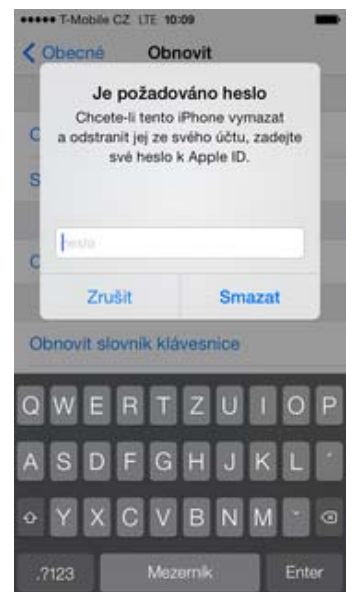 T-Mobile CZ LTE 10:09
Obecné Obnovit
Je požadováno heslo
Chcete-li tento iPhone vymazat
a odstranit jej ze svého účtu, zadejte
své heslo k Apple ID.
heslo
Zrušit Smazat
Obnovit slovník klávesnice
Q W E R T Z U I O P
A S D F G H J K L ´
Y X C V B N M ˇ
.?123 Mezerník Enter